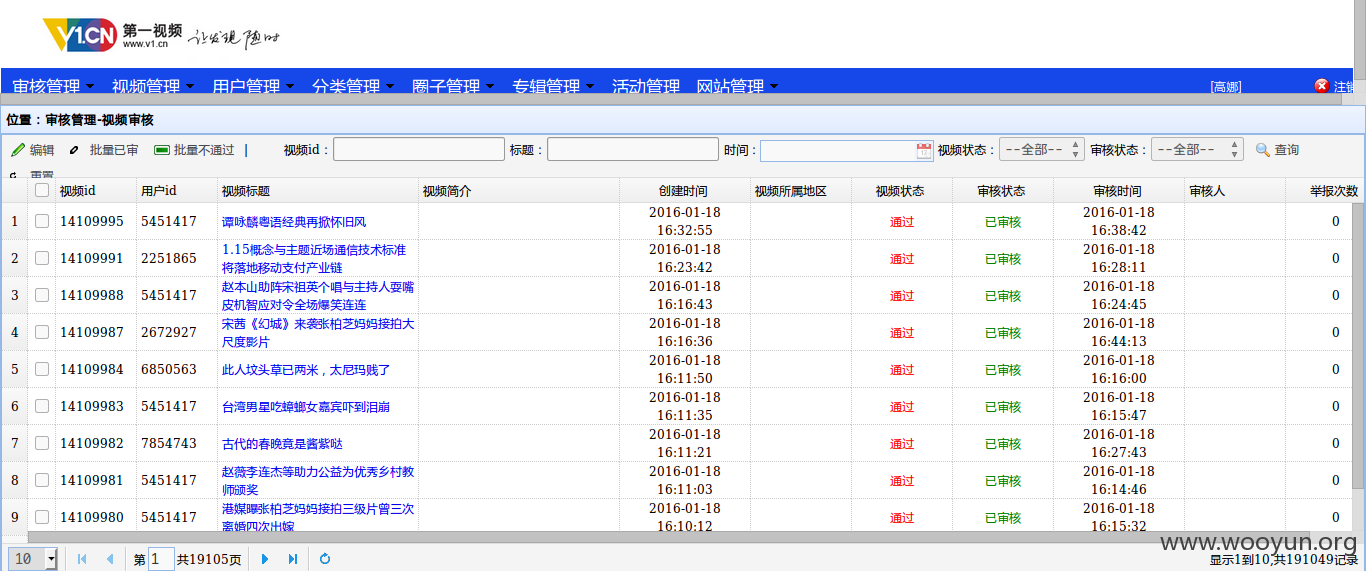 V1.CN 第一视频 www.v1.cn 让发现随时
审核管理 视频管理 用户管理 分类管理 圈子管理 专辑管理 活动管理 网站管理 [高娜] 注销
位置：审核管理-视频审核
编辑 批量已审 批量不通过 | 视频id： 标题： 时间： 视频状态： --全部-- 审核状态： --全部-- 查询
重置
视频id 用户id 视频标题 视频简介 创建时间 视频所属地区 视频状态 审核状态 审核时间 审核人 举报次数
1 14109995 5451417 谭咏麟粤语经典再掀怀旧风 2016-01-18 16:32:55 通过 已审核 2016-01-18 16:38:42 0
2 14109991 2251865 1.15概念与主题近场通信技术标准将落地移动支付产业链 2016-01-18 16:23:42 通过 已审核 2016-01-18 16:28:11 0
3 14109988 5451417 赵本山助阵宋祖英个唱与主持人耍嘴皮机智应对令全场爆笑连连 2016-01-18 16:16:43 通过 已审核 2016-01-18 16:24:45 0
4 14109987 2672927 宋茜《幻城》来袭张柏芝妈妈接拍大尺度影片 2016-01-18 16:16:36 通过 已审核 2016-01-18 16:44:13 0
5 14109984 6850563 此人坟头草已两米，太尼玛贱了 2016-01-18 16:11:50 通过 已审核 2016-01-18 16:16:00 0
6 14109983 5451417 台湾男星吃蟑螂女嘉宾吓到泪崩 2016-01-18 16:11:35 通过 已审核 2016-01-18 16:15:47 0
7 14109982 7854743 古代的春晚竟是酱紫哒 2016-01-18 16:11:21 通过 已审核 2016-01-18 16:27:43 0
8 14109981 5451417 赵薇李连杰等助力公益为优秀乡村教师颁奖 2016-01-18 16:11:03 通过 已审核 2016-01-18 16:14:46 0
9 14109980 5451417 港媒曝张柏芝妈妈接拍三级片曾三次离婚四次出嫁 2016-01-18 16:10:12 通过 已审核 2016-01-18 16:15:32 0
www.wooyun.org
10 第 1 共19105页 显示1到10,共191049记录